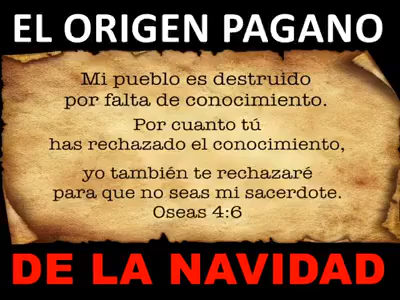 EL ORIGEN PAGANO
Mi pueblo es destruido
por falta de conocimiento.
Por cuanto tú
has rechazado el conocimiento,
yo también te rechazaré
para que no seas mi sacerdote.
Oseas 4:6
DE LA NAVIDAD